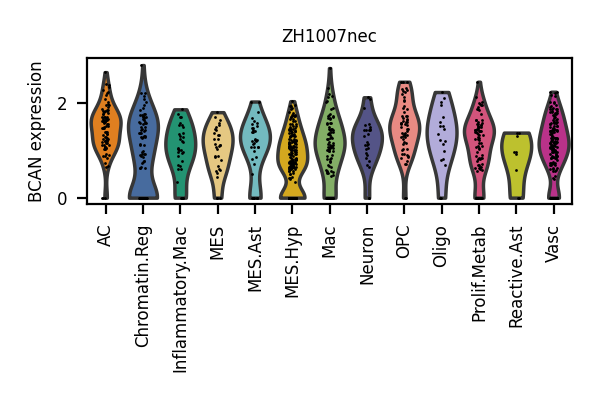 ZH1007nec
BCAN expression
2
0
AC
Chromatin.Reg
Inflammatory.Mac
MES
MES.Ast
MES.Hyp
Mac
Neuron
OPC
Oligo
Prolif.Metab
Reactive.Ast
Vasc